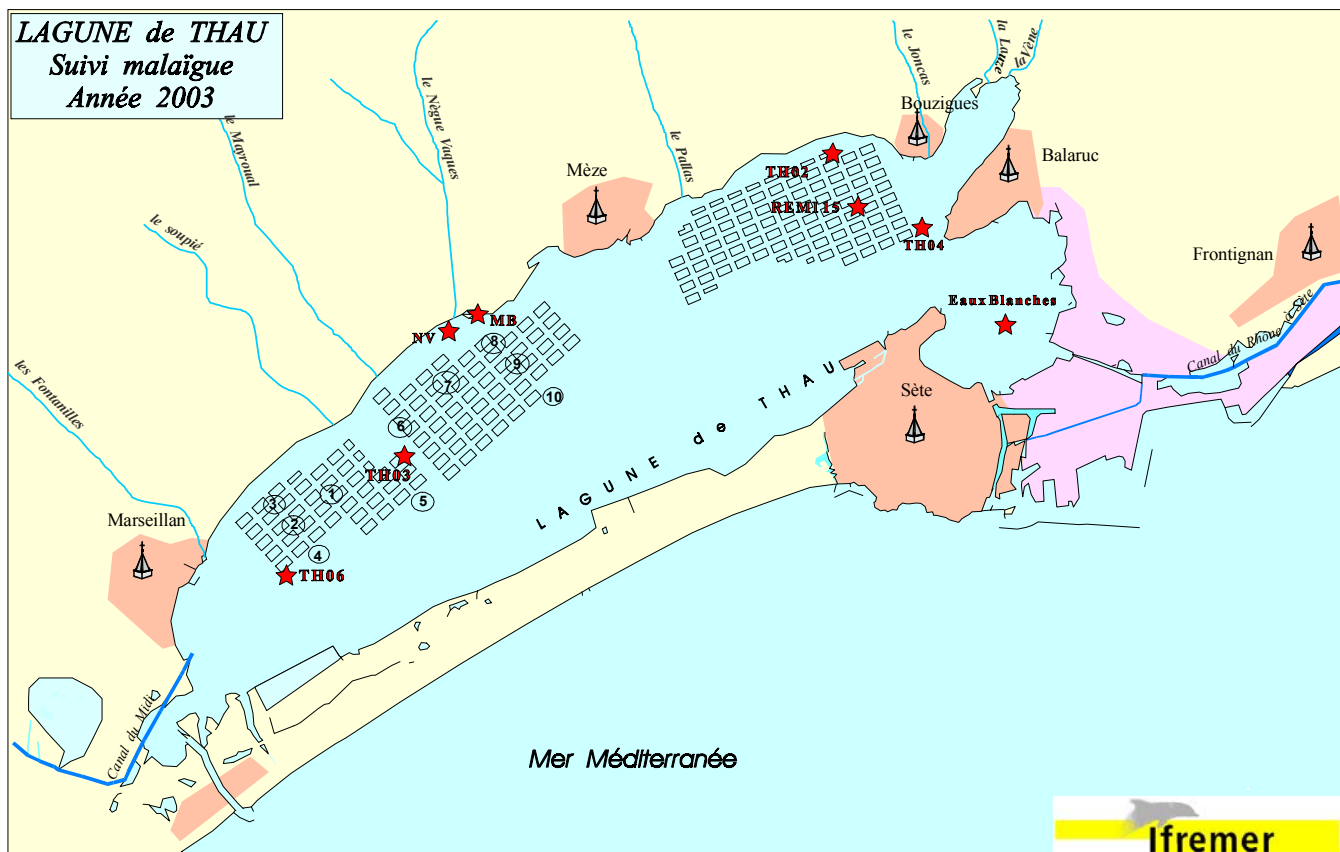 LAGUNE de THAU
Suivi malaïgue
Année 2003
le Joncas
la Lauze
la Vène
Bouzigues
le Nègue Vaques
le Mayroual
le Pallas
Balaruc
Mèze
TH02
REMI 15
le soupié
TH04
Frontignan
Eaux Blanches
MB
NV
8
9
7
10
6
Canal du Rhône à Sète
les Fontanilles
Sète
LAGUNE de THAU
TH03
1
5
3
2
Marseillan
4
TH06
Canal du Midi
Mer Méditerranée
Ifremer